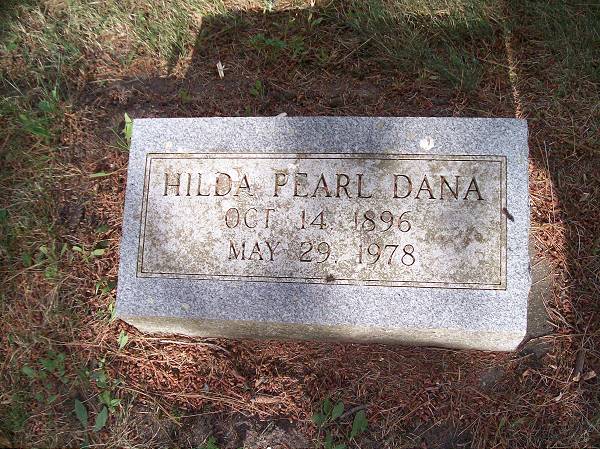 HILDA PEARL DANA
OCT 14, 1896
MAY 29, 1978